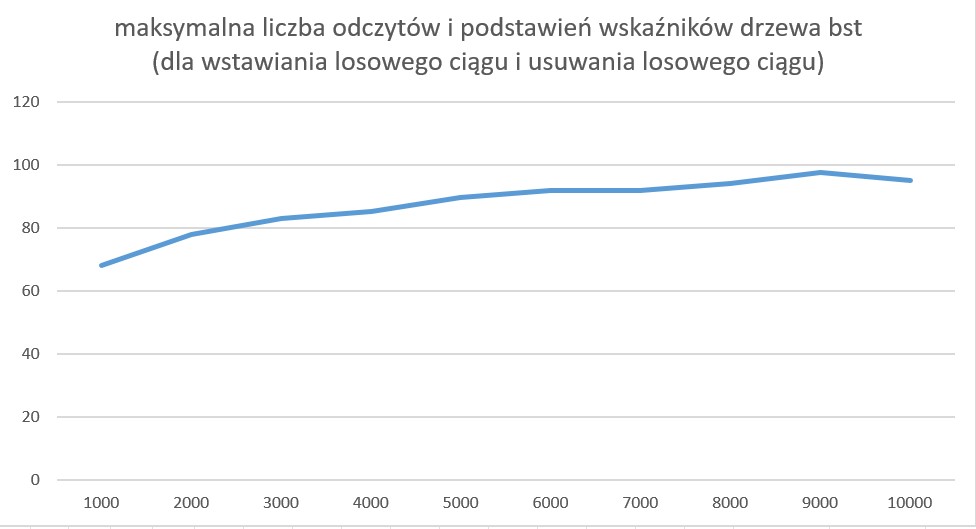 maksymalna liczba odczytów i podstawień wskaźników drzewa bst
(dla wstawiania losowego ciągu i usuwania losowego ciągu)
120
100
80
60
40
20
0
1000 2000 3000 4000 5000 6000 7000 8000 9000 10000